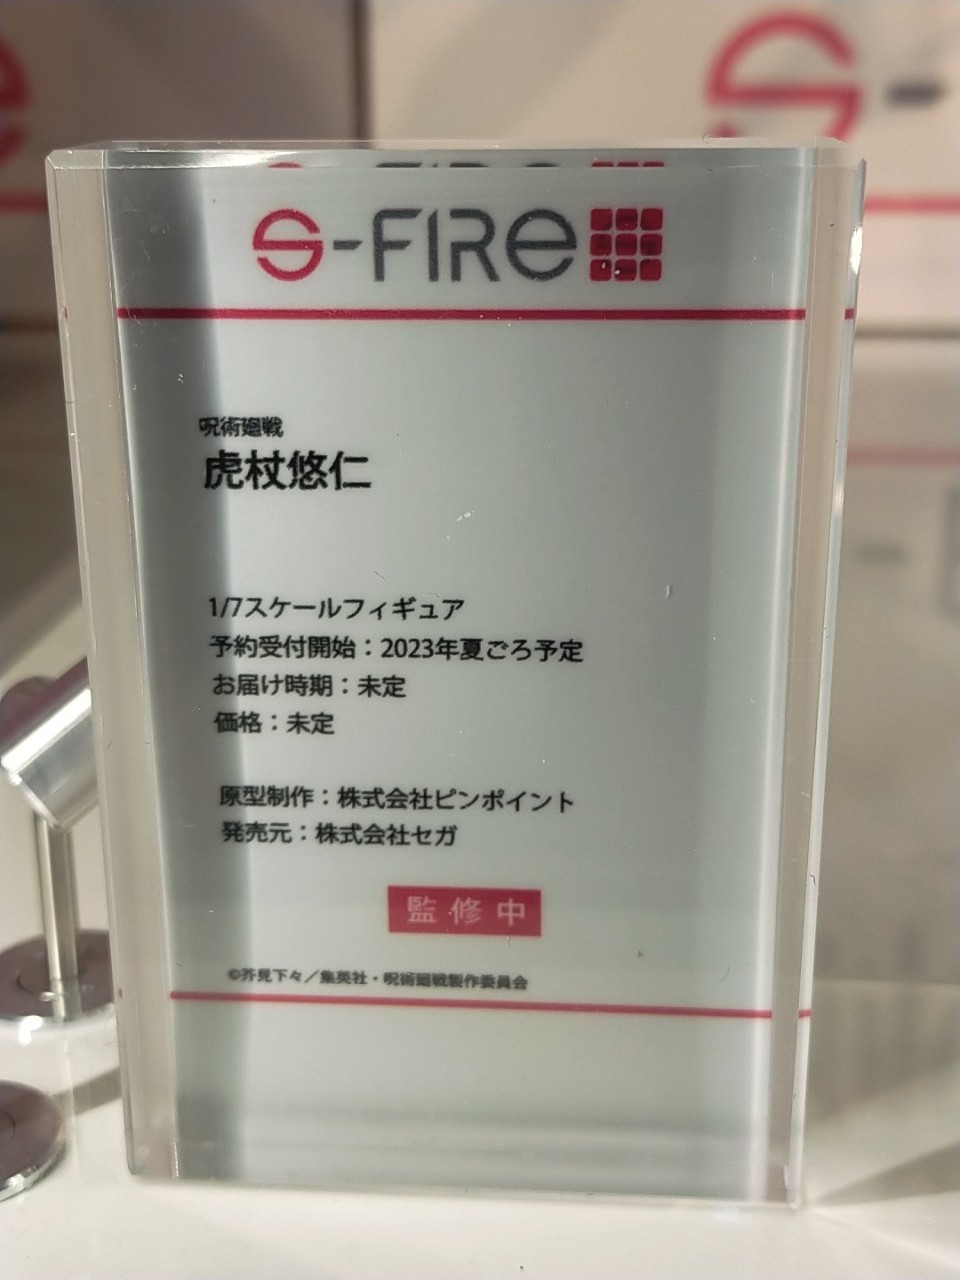 S-FIRE
呪術廻戦
虎杖悠仁
1/7スケールフィギュア
予約受付開始：2023年夏ごろ予定
お届け時期：未定
価格：未定
原型制作：株式会社ピンポイント
発売元：株式会社セガ
監修中
©芥見下々／集英社・呪術廻戦製作委員会